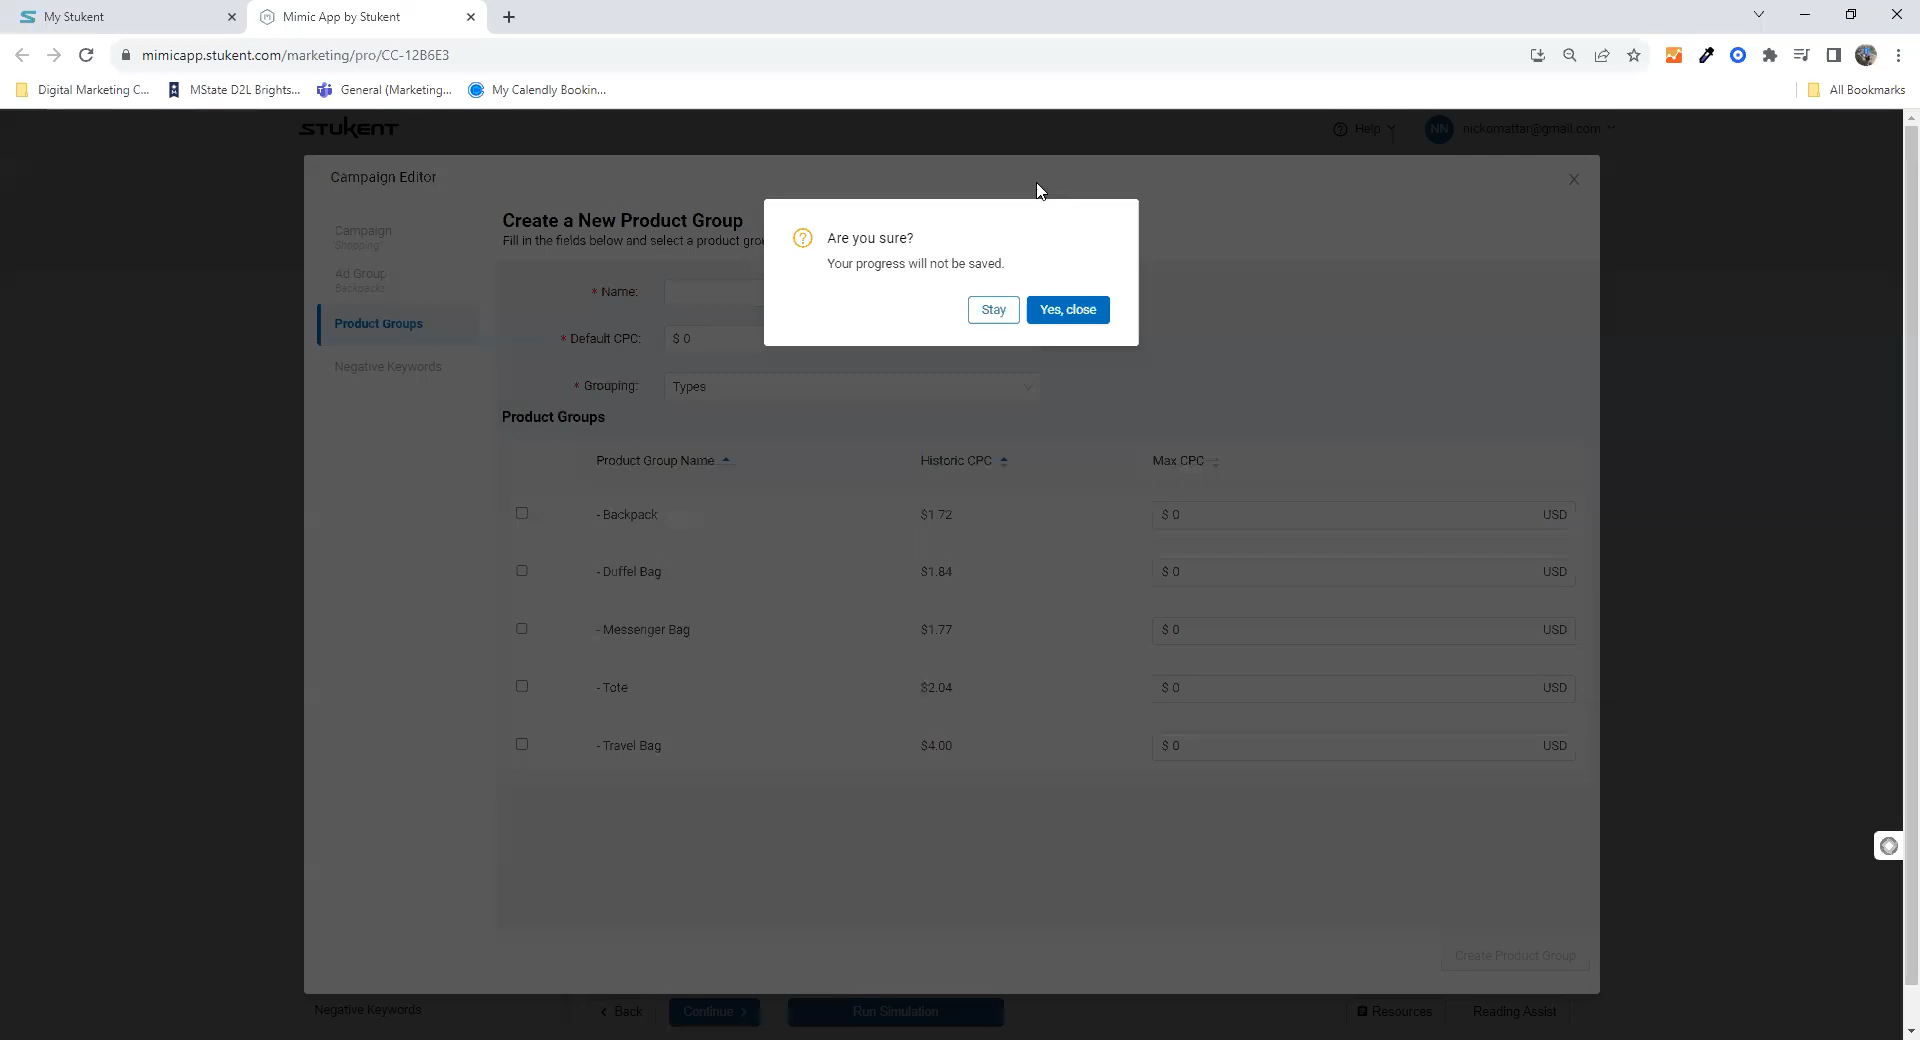 My Stukent
Mimic App by Stukent
mimicapp.stukent.com/marketing/pro/CC-12B6E3
Digital Marketing C...
MState D2L Brights...
General (Marketing...
My Calendly Bookin...
All Bookmarks
STUKENT
Help
NN
nickomattar@gmail.com
Campaign Editor
Campaign
"Shopping"
Ad Group
Backpacks
Product Groups
Negative Keywords
Create a New Product Group
Fill in the fields below and select a product gro
* Name:
* Default CPC:
$ 0
* Grouping:
Types
Are you sure?
Your progress will not be saved.
Stay
Yes, close
Product Groups
Product Group Name
Historic CPC
Max CPC
- Backpack
$1.72
$ 0
USD
- Duffel Bag
$1.84
$ 0
USD
- Messenger Bag
$1.77
$ 0
USD
- Tote
$2.04
$ 0
USD
- Travel Bag
$4.00
$ 0
USD
Create Product Group
Negative Keywords
< Back
Continue >
Run Simulation
Resources
Reading Assist